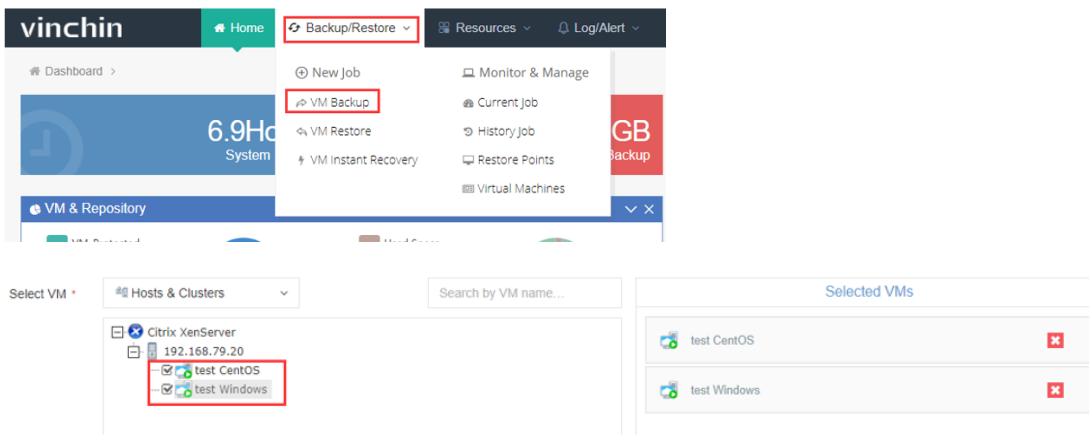 vinchin Home Backup/Restore Resources Log/Alert
Dashboard >
New Job
VM Backup
VM Restore
VM Instant Recovery
Monitor & Manage
Current Job
History Job
Restore Points
Virtual Machines
6.9Ho
System
GB
Backup
VM & Repository
Select VM * Hosts & Clusters
Search by VM name...
Citrix XenServer
192.168.79.20
test CentOS
test Windows
Selected VMs
test CentOS
test Windows